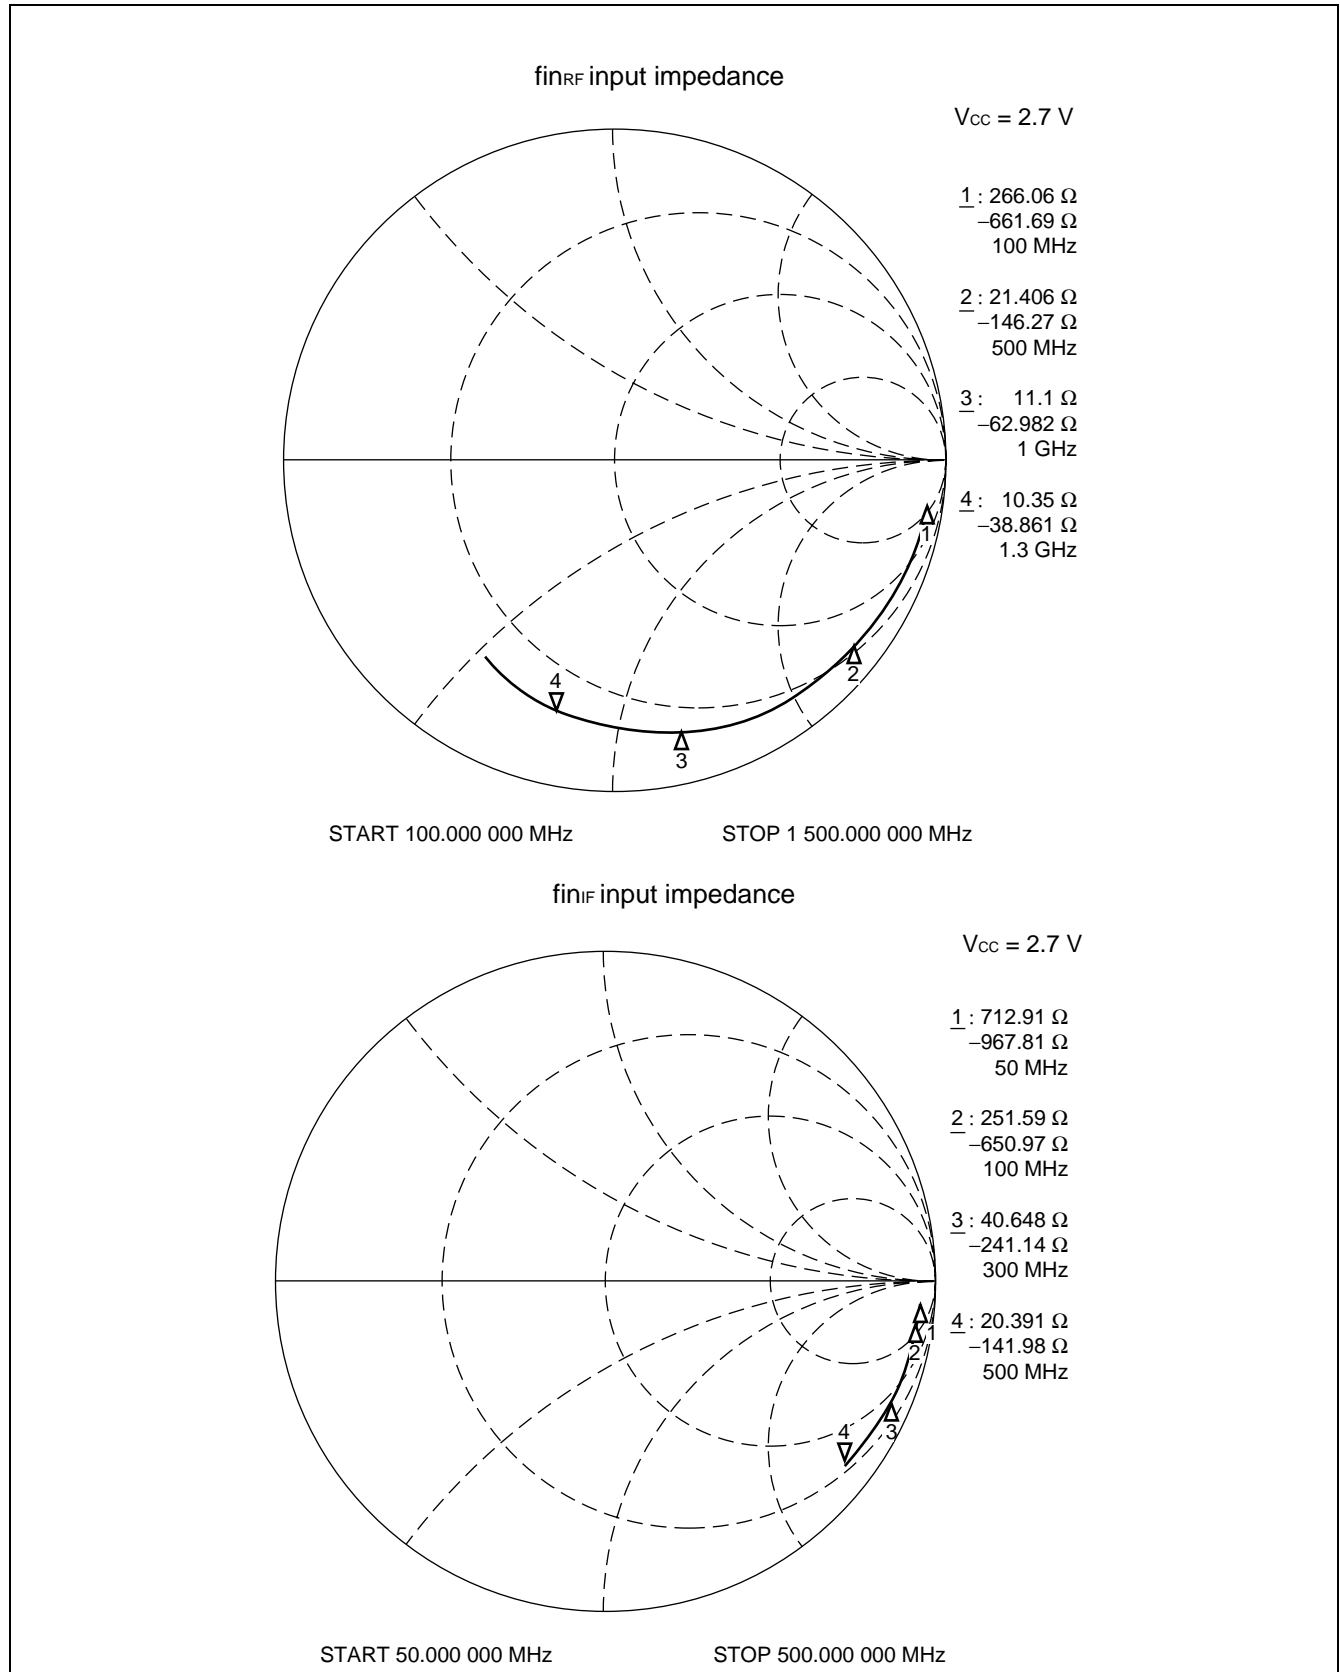 finRF input impedance
VCC = 2.7 V
1 : 266.06 Ω
−661.69 Ω
100 MHz
2 : 21.406 Ω
−146.27 Ω
500 MHz
3 : 11.1 Ω
−62.982 Ω
1 GHz
4 : 10.35 Ω
−38.861 Ω
1.3 GHz
1
2
4
3
START 100.000 000 MHz STOP 1 500.000 000 MHz
finIF input impedance
VCC = 2.7 V
1 : 712.91 Ω
−967.81 Ω
50 MHz
2 : 251.59 Ω
−650.97 Ω
100 MHz
3 : 40.648 Ω
−241.14 Ω
300 MHz
4 : 20.391 Ω
−141.98 Ω
500 MHz
1
2
4
3
START 50.000 000 MHz STOP 500.000 000 MHz